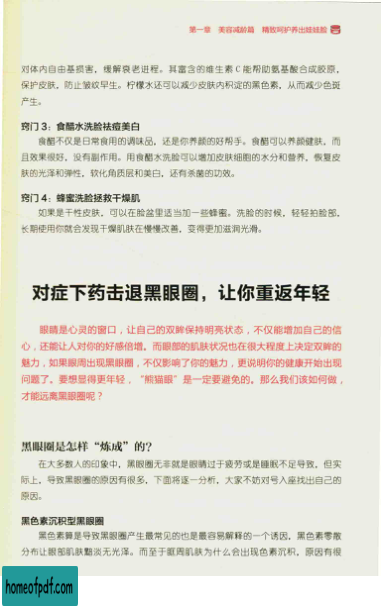 第一章 美容减龄篇 精致呵护养出娃娃脸
对体内自由基损害，缓解衰老进程。其富含的维生素C能帮助氨基酸合成胶原，
保护皮肤，防止皱纹早生。柠檬水还可以减少皮肤内积淀的黑色素，从而减少色斑
产生。
窍门 3：食醋水洗脸祛痘美白
食醋不仅是日常食用的调味品，还是你养颜的好帮手。食醋可以养颜健肤，而
且效果很好，没有副作用。用食醋水洗脸可以增加皮肤细胞的水分和营养，恢复皮
肤的光泽和弹性，软化角质层和美白，还有杀菌的功效。
窍门 4：蜂蜜洗脸拯救干燥肌
如果是干性皮肤，可以在脸盆里适当加一些蜂蜜。洗脸的时候，轻轻拍脸部，
长期使用你就会发现干燥肌肤在慢慢改善，变得更加滋润光滑。
对症下药击退黑眼圈，让你重返年轻
眼睛是心灵的窗口，让自己的双眸保持明亮状态，不仅能增加自己的信
心，还能让人对你的好感倍增。而眼部的肌肤状况也在很大程度上决定双眸的
魅力，如果眼周出现黑眼圈，不仅影响了你的魅力，更说明你的健康开始出现
问题了。要想显得更年轻，“熊猫眼”是一定要避免的。那么我们该如何做，
才能远离黑眼圈呢？
黑眼圈是怎样“炼成”的？
在大多数人的印象中，黑眼圈无非就是眼睛过于疲劳或是睡眠不足导致，但实
际上，导致黑眼圈的原因有很多，下面将逐一分析，大家不妨对号入座找出自己的
原因。
黑色素沉积型黑眼圈
黑色素算是导致黑眼圈产生最常见的也是最容易解释的一个诱因，黑色素零散
分布让眼部肌肤黯淡无光泽。而至于眶周肌肤为什么会出现色素沉积，原因有很
homeofpdf.com